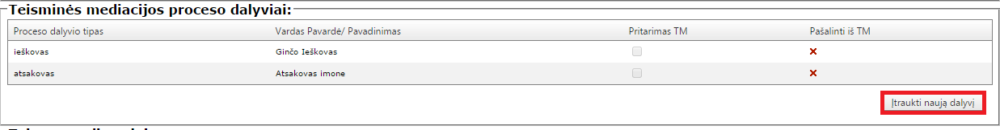 Teisminės mediacijos proceso dalyviai:
Proceso dalyvio tipas Vardas Pavardė/ Pavadinimas Pritarimas TM Pašalinti iš TM
ieškovas Ginčo Ieškovas
atsakovas Atsakovas imone
Įtraukti naują dalyvį